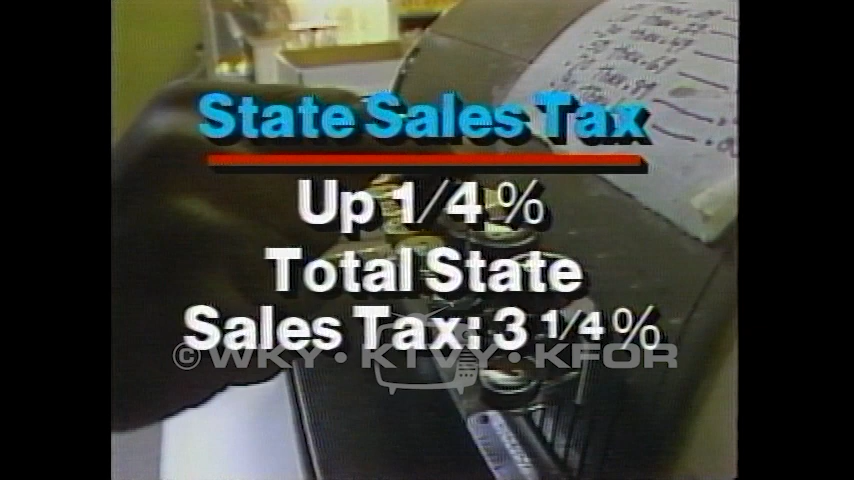 State Sales Tax
Up 1/4 %
Total State
Sales Tax: 3 1/4 %
© WKY • KTVY • KFOR